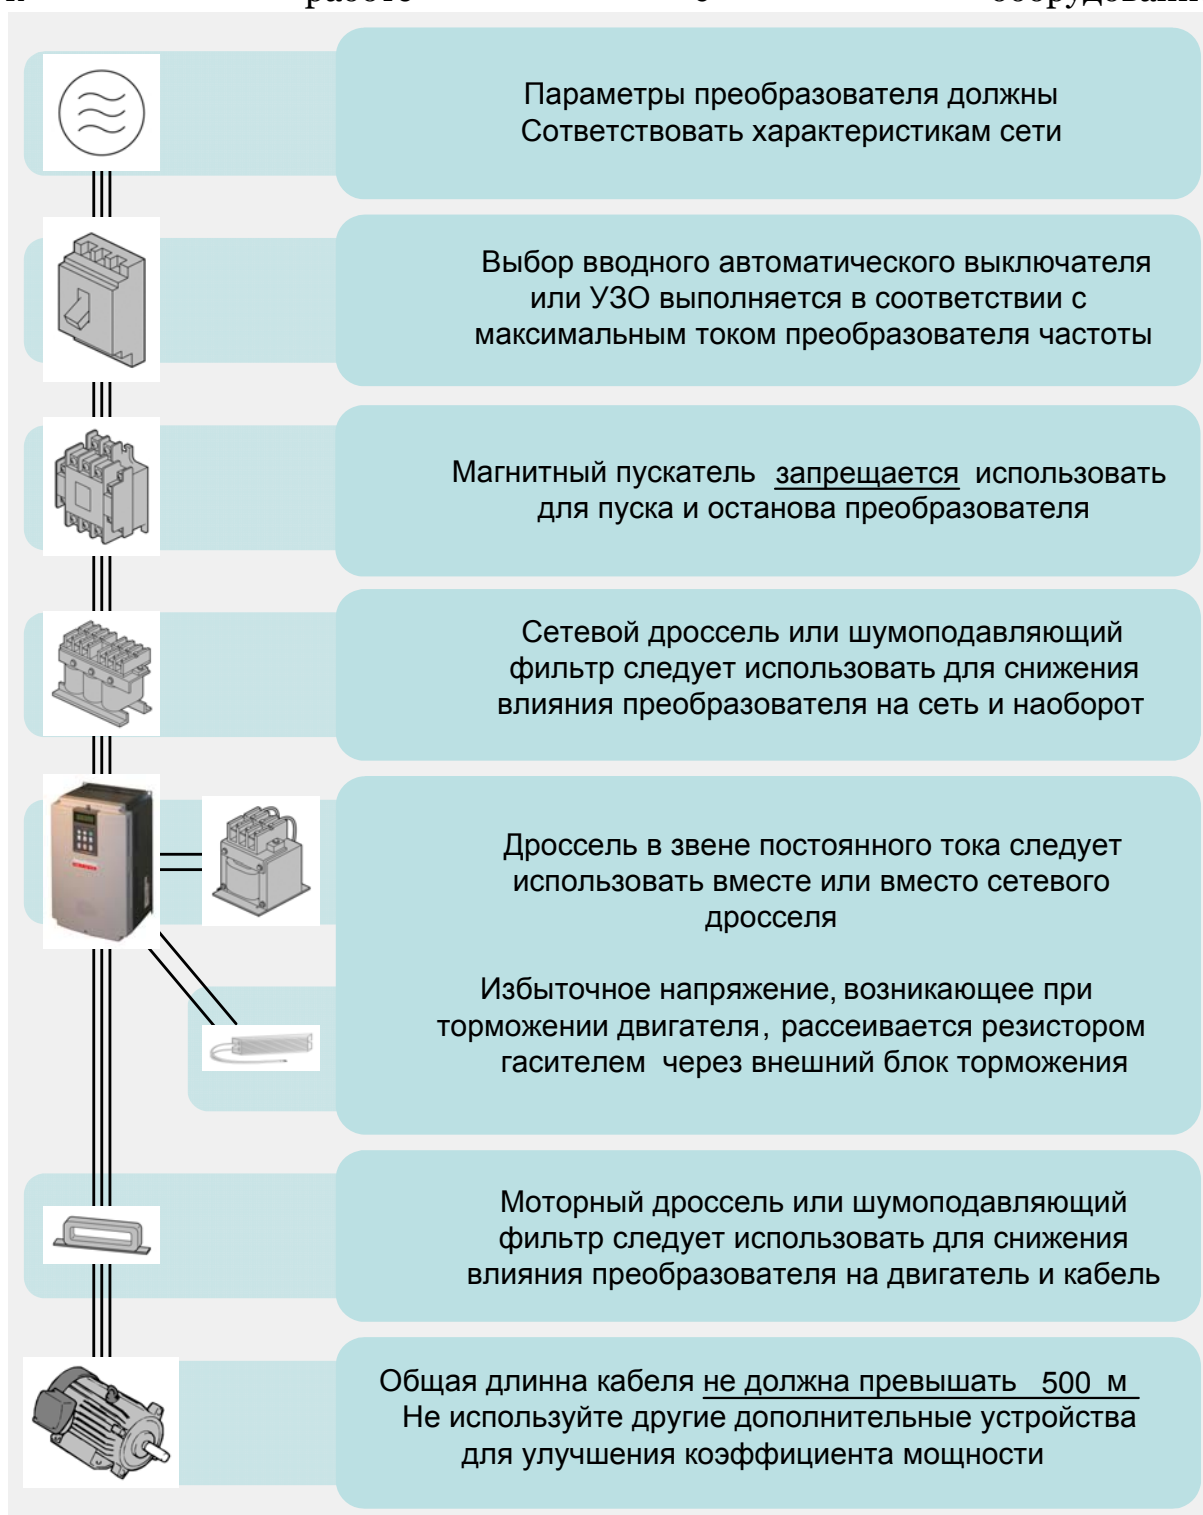 работе с
Параметры преобразователя должны
Сответствовать характеристикам сети
Выбор вводного автоматического выключателя
или УЗО выполняется в соответствии с
максимальным током преобразователя частоты
Магнитный пускатель запрещается использовать
для пуска и останова преобразователя
Сетевой дроссель или шумоподавляющий
фильтр следует использовать для снижения
влияния преобразователя на сеть и наоборот
Дроссель в звене постоянного тока следует
использовать вместе или вместо сетевого
дросселя
Избыточное напряжение, возникающее при
торможении двигателя, рассеивается резистором
гасителем через внешний блок торможения
Моторный дроссель или шумоподавляющий
фильтр следует использовать для снижения
влияния преобразователя на двигатель и кабель
Общая длинна кабеля не должна превышать 500 м
Не используйте другие дополнительные устройства
для улучшения коэффициента мощности